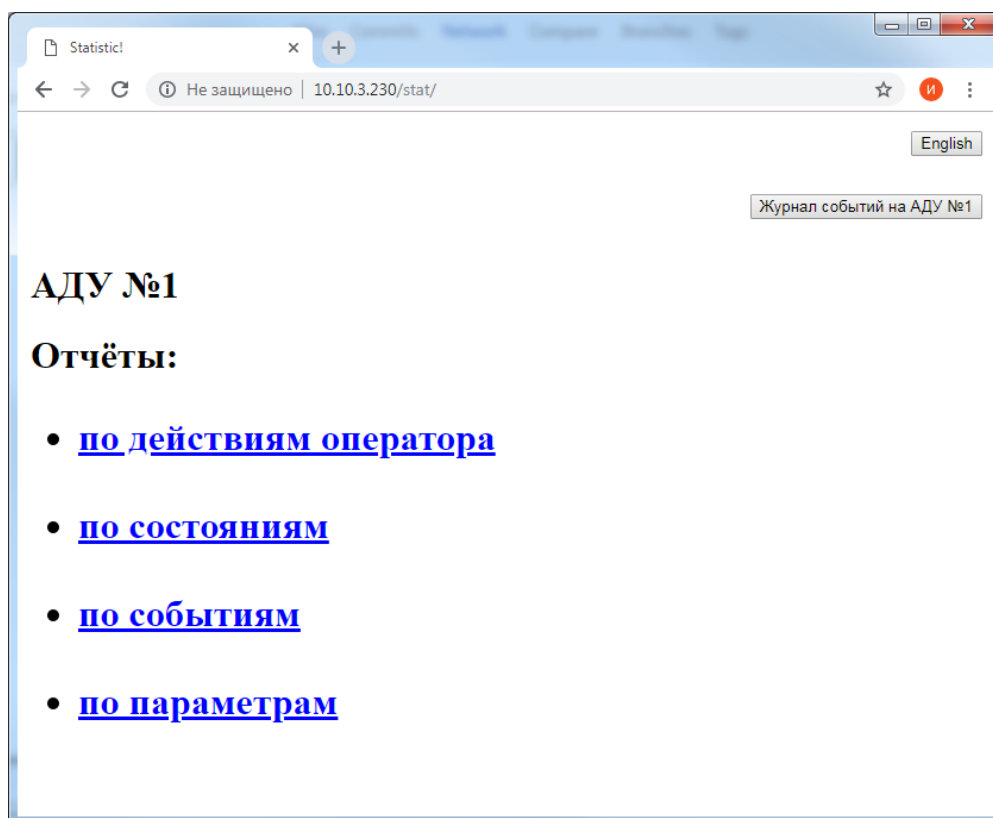 Statistic!
Не защищено | 10.10.3.230/stat/
И
English
Журнал событий на АДУ №1
АДУ №1
Отчёты:
• по действиям оператора
• по состояниям
• по событиям
• по параметрам